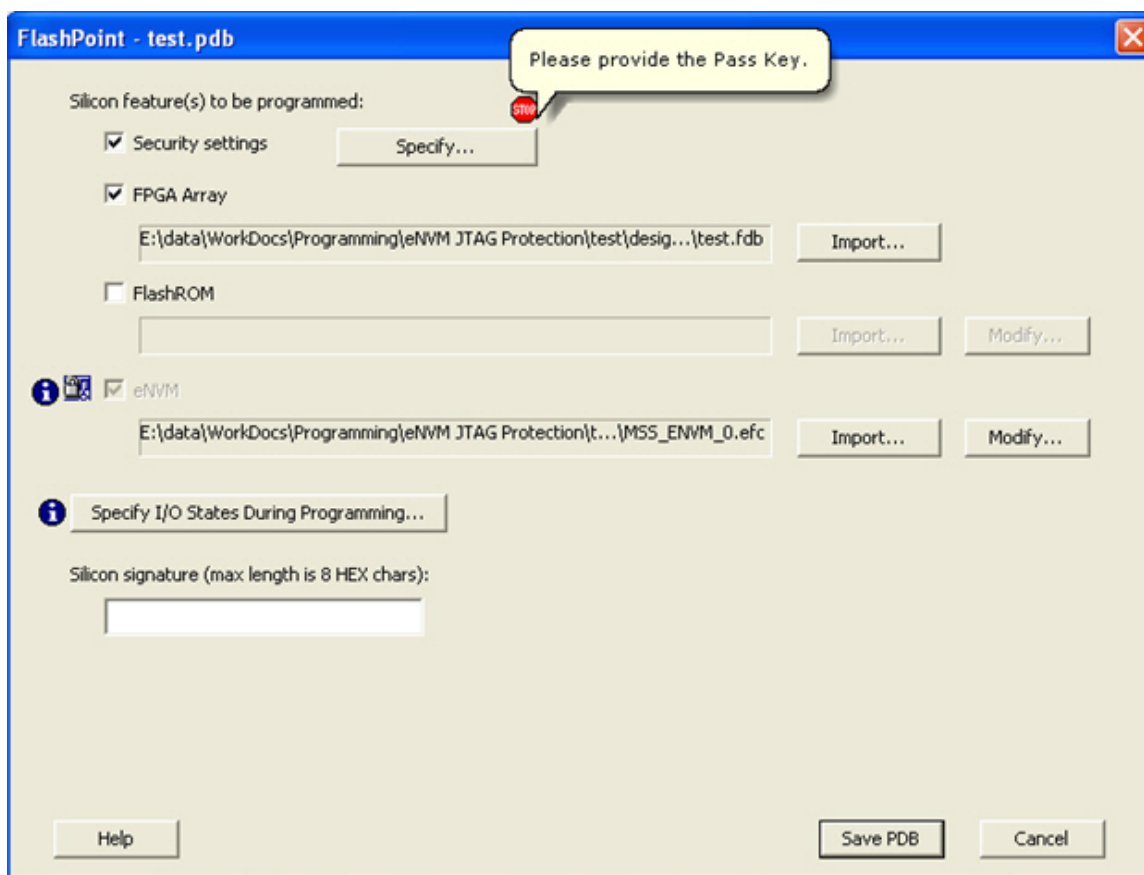 FlashPoint - test.pdb
Please provide the Pass Key.
Silicon feature(s) to be programmed:
STOP
Security settings
Specify...
FPGA Array
E:\data\WorkDocs\Programming\eNVM JTAG Protection\test\desig...\test.fdb
Import...
FlashROM
Import...
Modify...
eNVM
E:\data\WorkDocs\Programming\eNVM JTAG Protection\t...\MSS_ENVM_0.efc
Import...
Modify...
Specify I/O States During Programming...
Silicon signature (max length is 8 HEX chars):
Help
Save PDB
Cancel